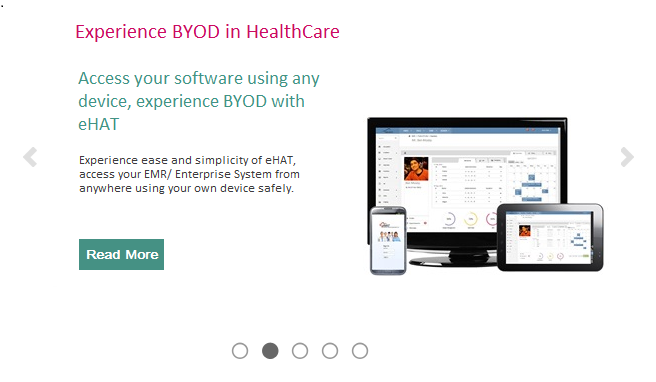 Experience BYOD in HealthCare
Access your software using any
device, experience BYOD with
eHAT
Experience ease and simplicity of eHAT,
access your EMR/ Enterprise System from
anywhere using your own device safely.
Read More